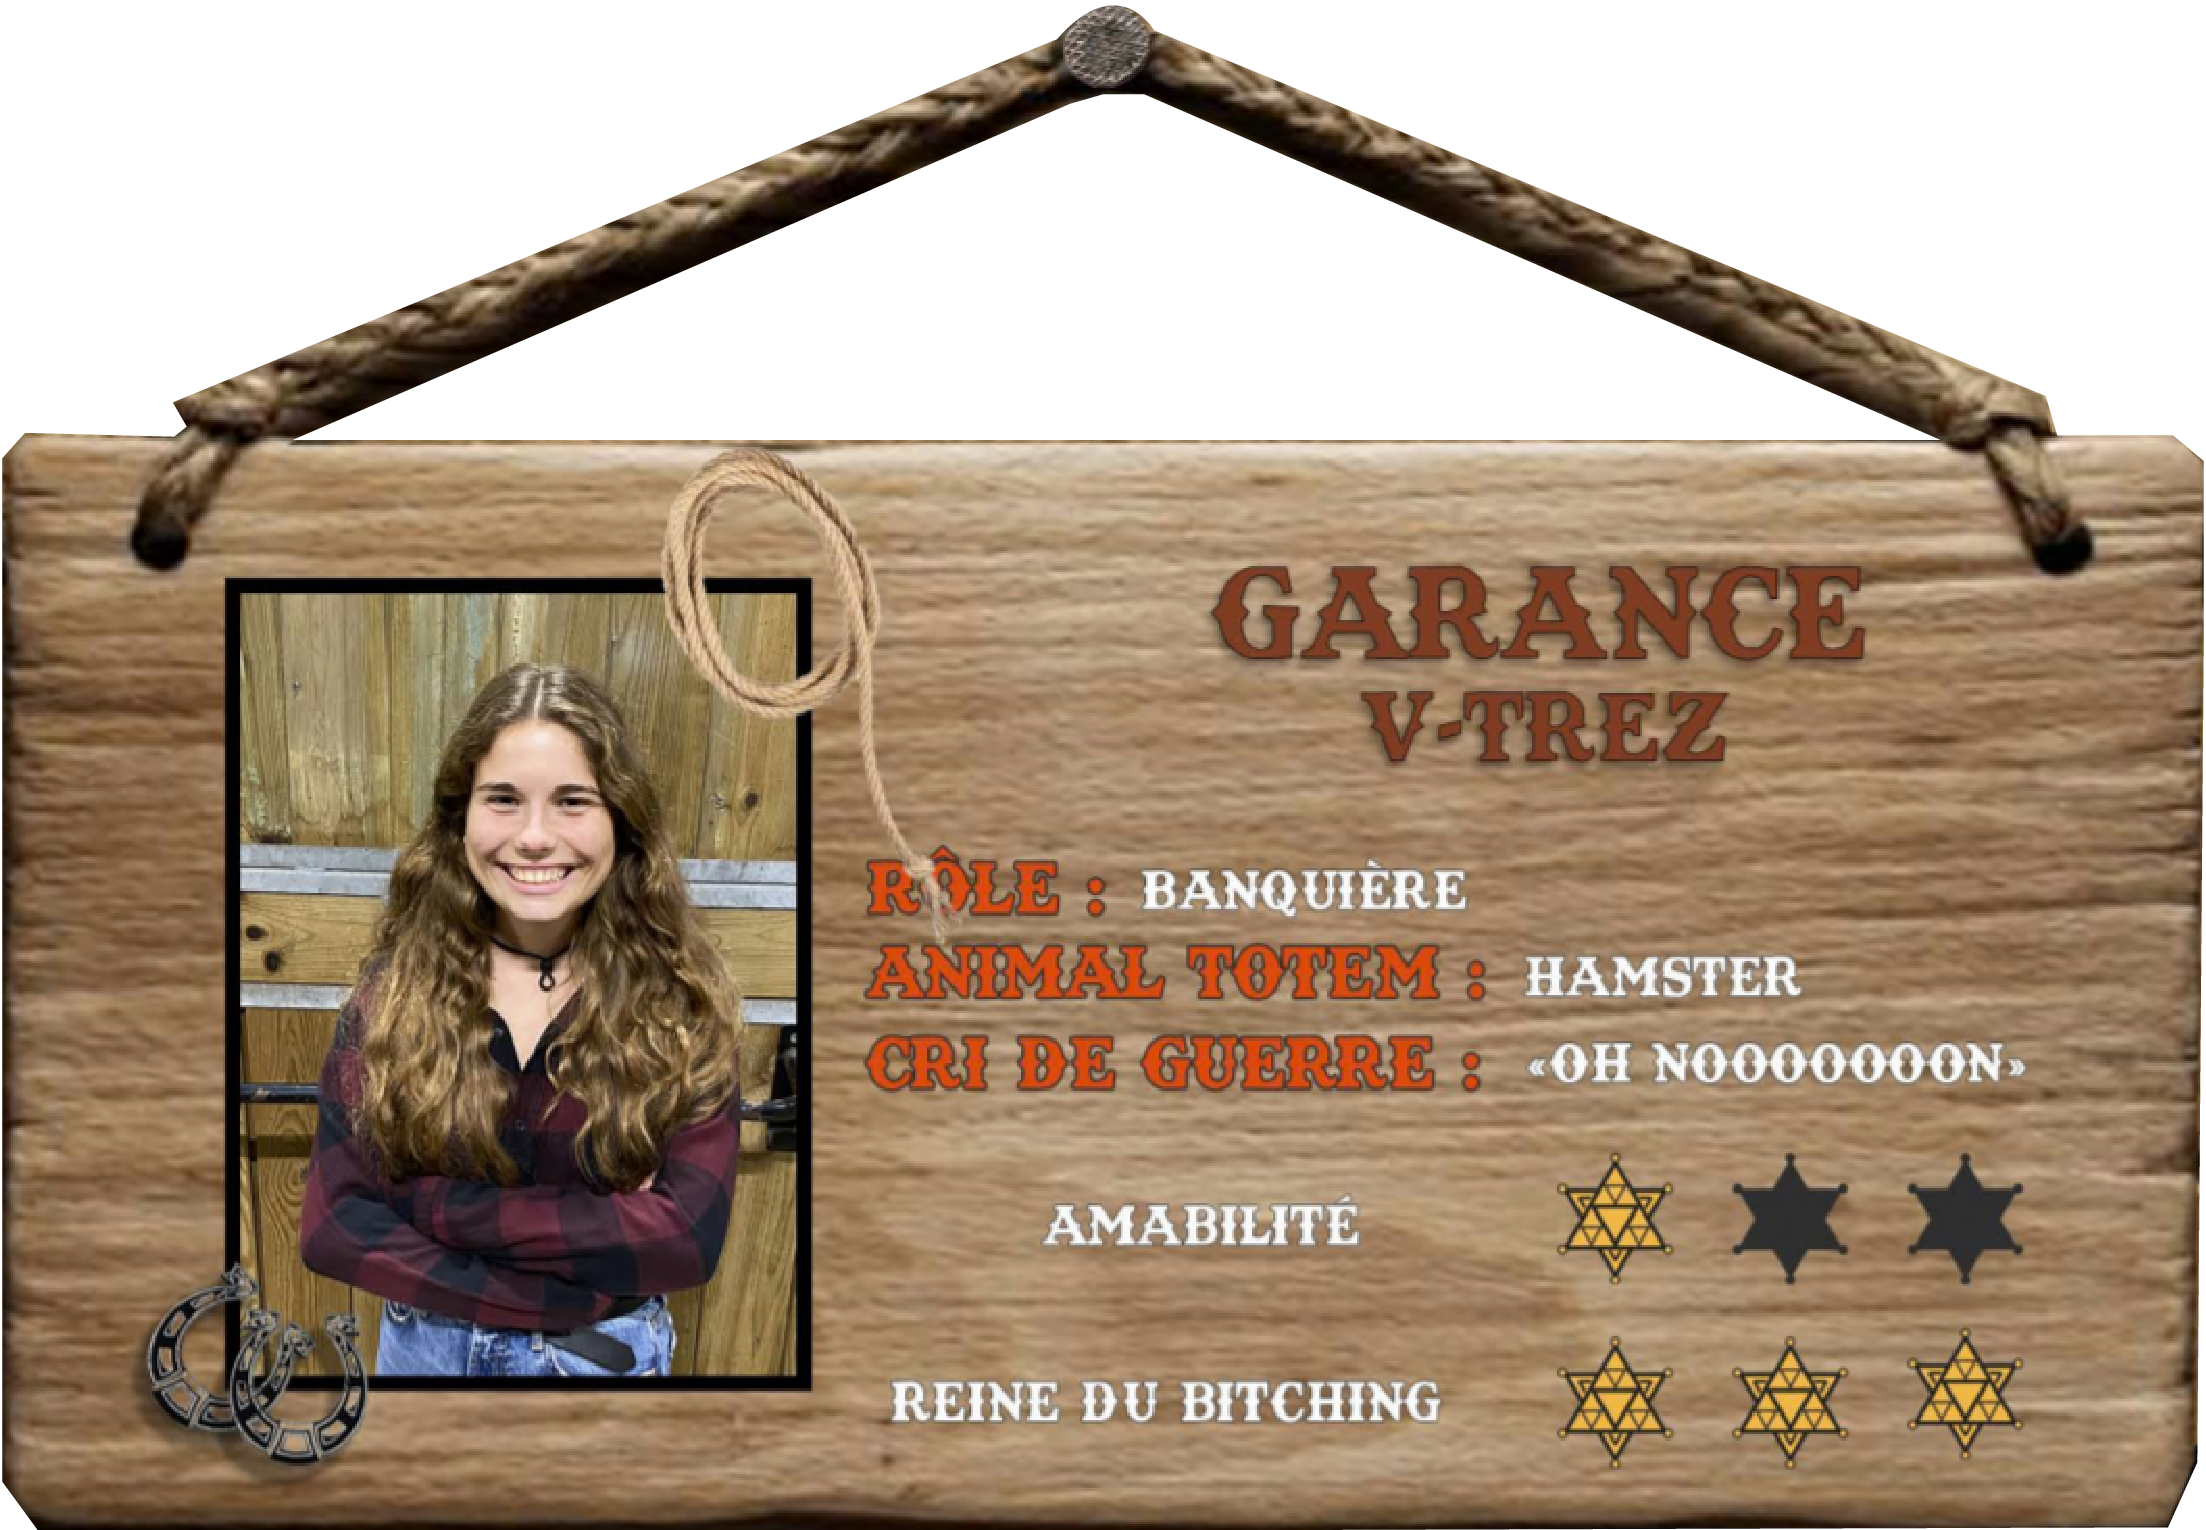 GARANCE
V-TREZ
RÔLE : BANQUIÈRE
ANIMAL TOTEM : HAMSTER
CRI DE GUERRE : «OH NOOOOOOON»
AMABILITÉ
REINE DU BITCHING